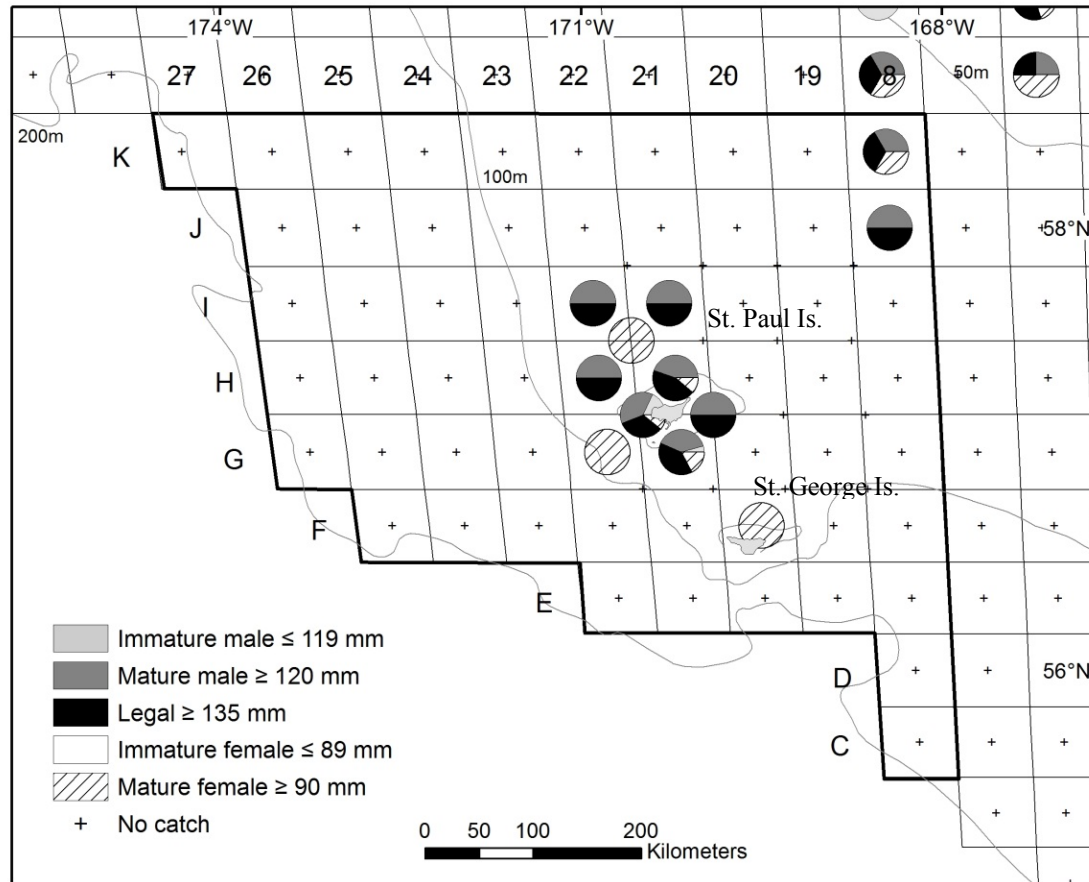 174°W 171°W 168°W
27 26 25 24 23 22 21 20 19 8 50m
200m
K
100m
J 58°N
I
St. Paul Is.
H
G
St. George Is.
F
E
Immature male ≤ 119 mm
Mature male ≥ 120 mm
D 56°N
Legal ≥ 135 mm
C
Immature female ≤ 89 mm
Mature female ≥ 90 mm
+ No catch
0 50 100 200
Kilometers